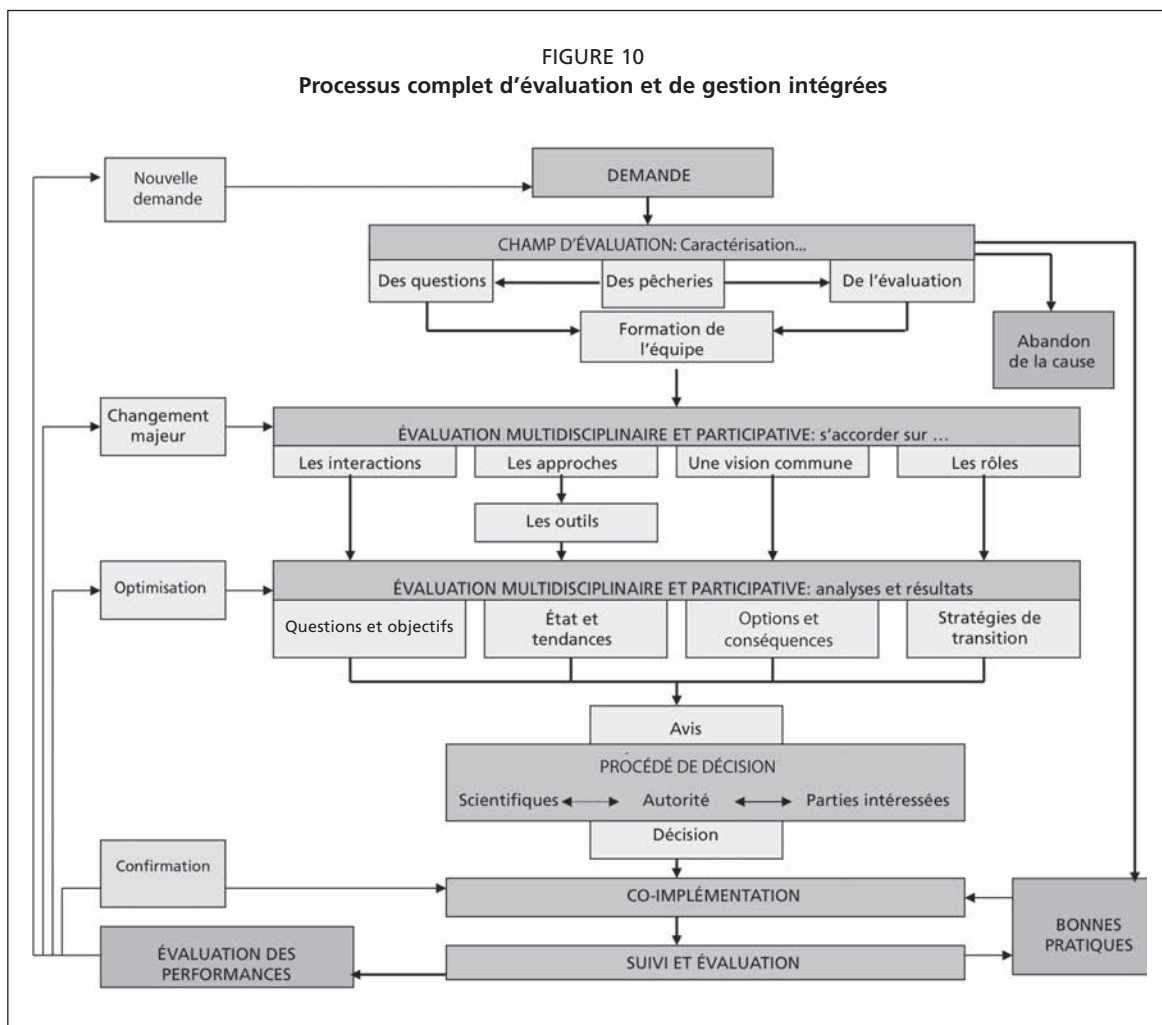 FIGURE 10
Processus complet d'évaluation et de gestion intégrées
Nouvelle
demande
DEMANDE
CHAMP D'ÉVALUATION: Caractérisation...
Des questions
Des pêcheries
De l'évaluation
Formation de
l'équipe
Abandon
de la cause
Changement
majeur
ÉVALUATION MULTIDISCIPLINAIRE ET PARTICIPATIVE: s'accorder sur ...
Les interactions
Les approches
Une vision commune
Les rôles
Les outils
Optimisation
ÉVALUATION MULTIDISCIPLINAIRE ET PARTICIPATIVE: analyses et résultats
Questions et objectifs
État et
tendances
Options et
conséquences
Stratégies de
transition
Avis
PROCÉDÉ DE DÉCISION
Scientifiques
Autorité
Parties intéressées
Décision
Confirmation
CO-IMPLÉMENTATION
BONNES
PRATIQUES
ÉVALUATION DES
PERFORMANCES
SUIVI ET ÉVALUATION